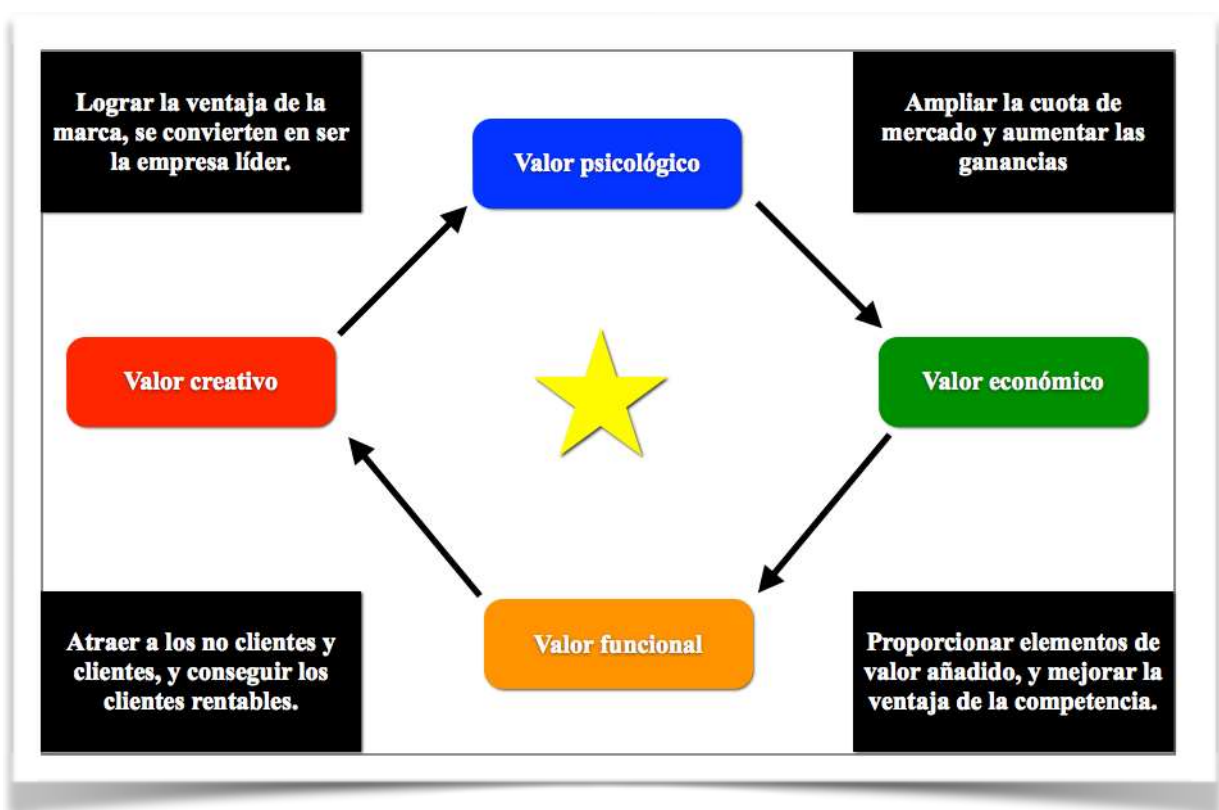 Lograr la ventaja de la
marca, se convierten en ser
la empresa líder.
Valor psicológico
Ampliar la cuota de
mercado y aumentar las
ganancias
Valor creativo
Valor económico
Atraer a los no clientes y
clientes, y conseguir los
clientes rentables.
Valor funcional
Proporcionar elementos de
valor añadido, y mejorar la
ventaja de la competencia.